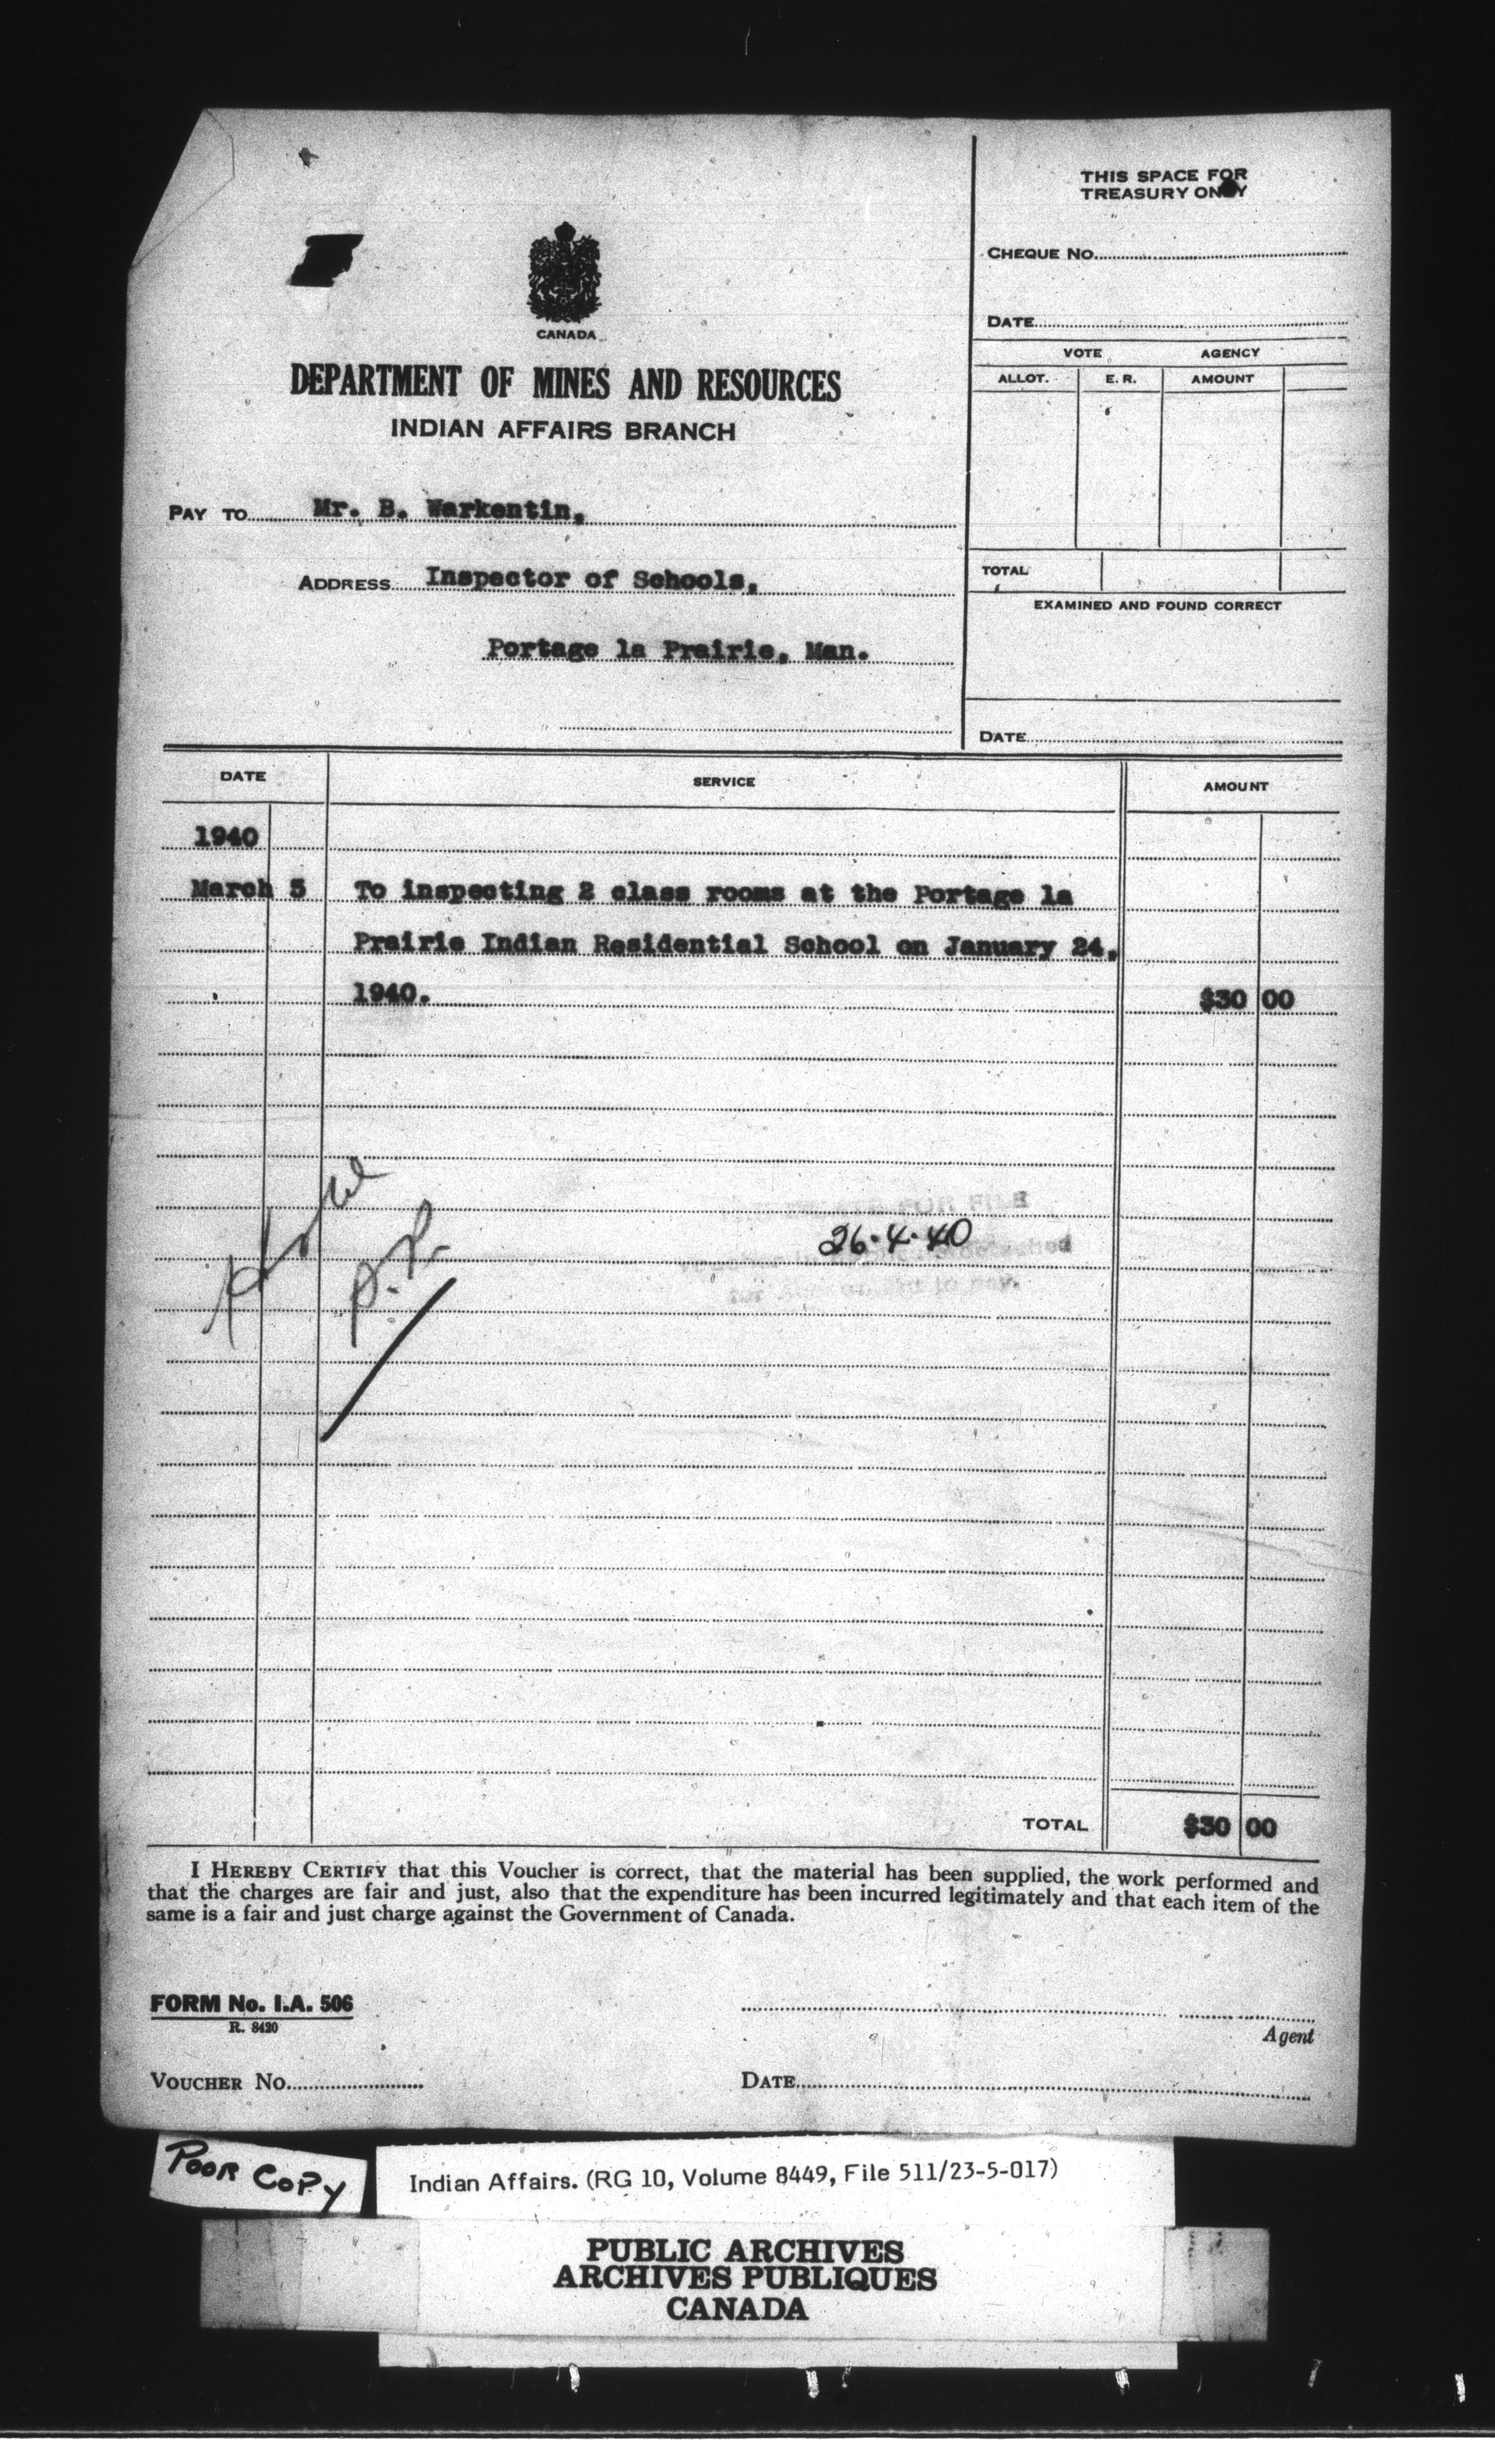 THIS SPACE FOR
TREASURY ONLY
CHEQUE NO.
DATE
VOTE AGENCY
ALLOT. E. R. AMOUNT
TOTAL
EXAMINED AND FOUND CORRECT
DATE
CANADA
DEPARTMENT OF MINES AND RESOURCES
INDIAN AFFAIRS BRANCH
PAY TO Mr. B. Warkentin,
ADDRESS Inspector of Schools,
Portage la Prairie, Man.
DATE SERVICE AMOUNT
1940
March 5 To inspecting 2 class rooms at the Portage la
Prairie Indian Residential School on January 24,
1940. $30 00
FOR FILE
26.4.40
to pay.
P.R.
TOTAL $30 00
I HEREBY CERTIFY that this Voucher is correct, that the material has been supplied, the work performed and
that the charges are fair and just, also that the expenditure has been incurred legitimately and that each item of the
same is a fair and just charge against the Government of Canada.
FORM No. I.A. 506
R. 8420
Agent
VOUCHER NO. DATE
POOR COPY
Indian Affairs. (RG 10, Volume 8449, File 511/23-5-017)
PUBLIC ARCHIVES
ARCHIVES PUBLIQUES
CANADA